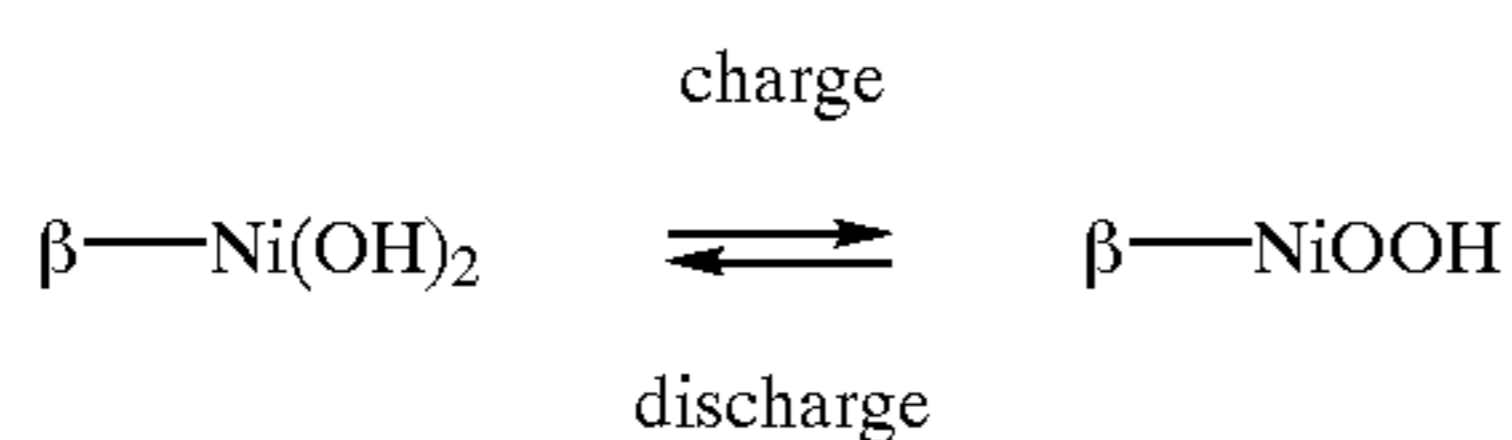 charge
β—Ni(OH)₂ ⇌ β—NiOOH
discharge